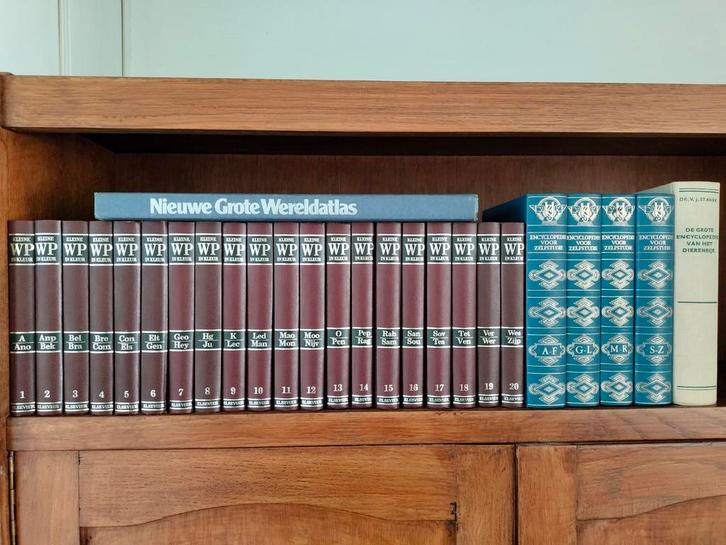 Nieuwe Grote Wereldatlas
KLEINE
WP
IN KLEUR
A
Ano
1
ELSEVIER
KLEINE
WP
IN KLEUR
Anp
Bek
2
ELSEVIER
KLEINE
WP
IN KLEUR
Bel
Bra
3
ELSEVIER
KLEINE
WP
IN KLEUR
Bre
Com
4
ELSEVIER
KLEINE
WP
IN KLEUR
Con
Els
5
ELSEVIER
KLEINE
WP
IN KLEUR
Elt
Gen
6
ELSEVIER
KLEINE
WP
IN KLEUR
Geo
Hey
7
ELSEVIER
KLEINE
WP
IN KLEUR
Hg
Ju
8
ELSEVIER
KLEINE
WP
IN KLEUR
K
Lec
9
ELSEVIER
KLEINE
WP
IN KLEUR
Led
Man
10
ELSEVIER
KLEINE
WP
IN KLEUR
Mao
Mon
11
ELSEVIER
KLEINE
WP
IN KLEUR
Moo
Nijv
12
ELSEVIER
KLEINE
WP
IN KLEUR
O
Pen
13
ELSEVIER
KLEINE
WP
IN KLEUR
Pep
Rag
14
ELSEVIER
KLEINE
WP
IN KLEUR
Rah
Sam
15
ELSEVIER
KLEINE
WP
IN KLEUR
San
Sou
16
ELSEVIER
KLEINE
WP
IN KLEUR
Sov
Tes
17
ELSEVIER
KLEINE
WP
IN KLEUR
Tet
Ven
18
ELSEVIER
KLEINE
WP
IN KLEUR
Ver
Wer
19
ELSEVIER
KLEINE
WP
IN KLEUR
Wes
Zijp
20
ELSEVIER
ENCYCLOPEDIE
VOOR
ZELFSTUDIE
A-F
ENCYCLOPEDIE
VOOR
ZELFSTUDIE
G-L
ENCYCLOPEDIE
VOOR
ZELFSTUDIE
M-R
ENCYCLOPEDIE
VOOR
ZELFSTUDIE
S-Z
DR. V. J. STANĚK
DE GROTE
ENCYCLOPEDIE
VAN HET
DIERENRIJK